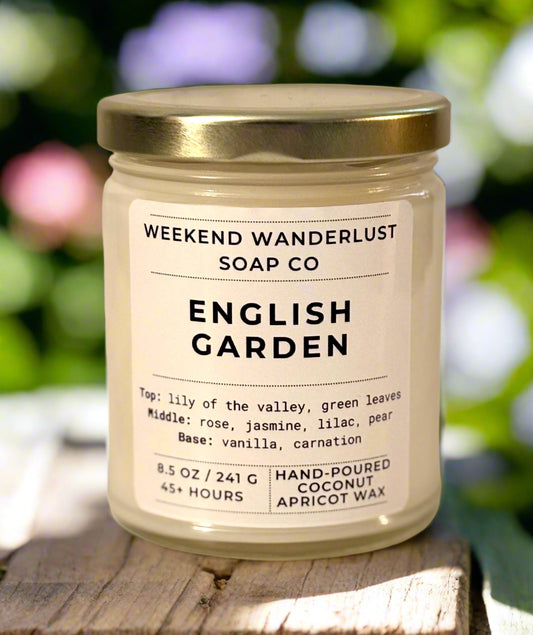 WEEKEND WANDERLUST
SOAP CO
ENGLISH
GARDEN
Top: lily of the valley, green leaves
Middle: rose, jasmine, lilac, pear
Base: vanilla, carnation
8.5 OZ / 241 G
45+ HOURS
HAND-POURED
COCONUT
APRICOT WAX